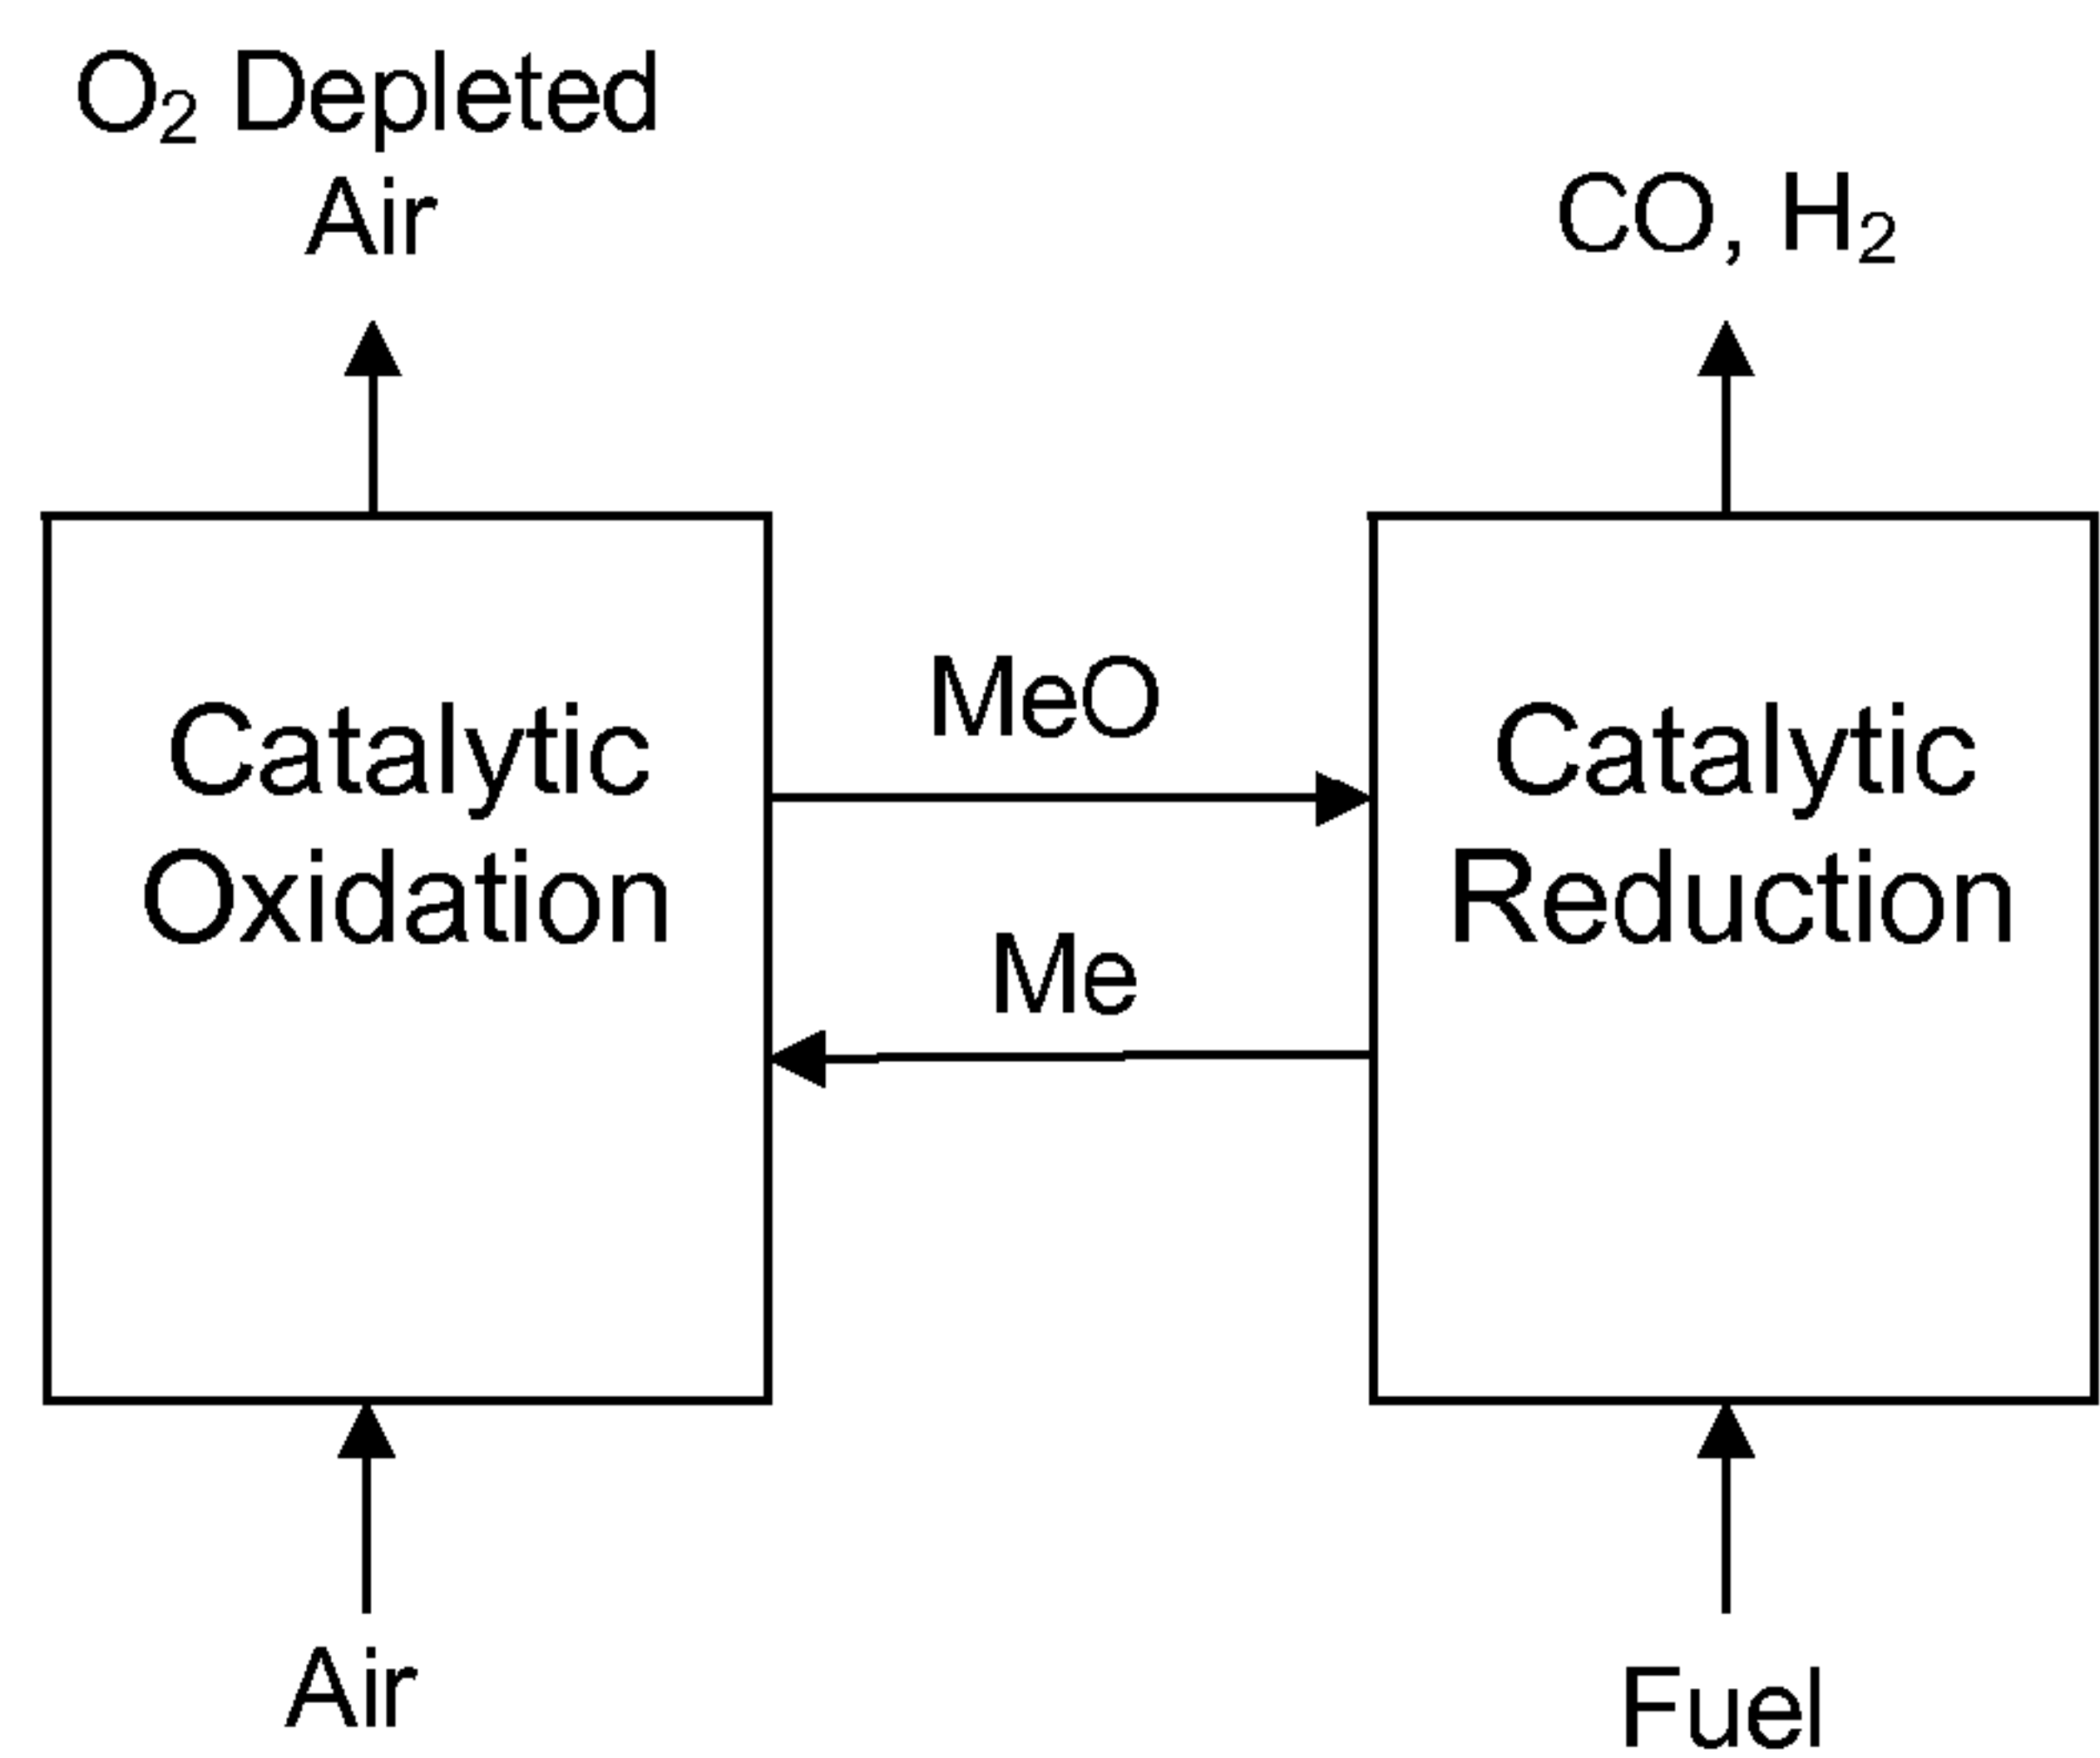 O₂ Depleted
Air
CO, H₂
Catalytic
Oxidation
MeO
Me
Catalytic
Reduction
Air
Fuel